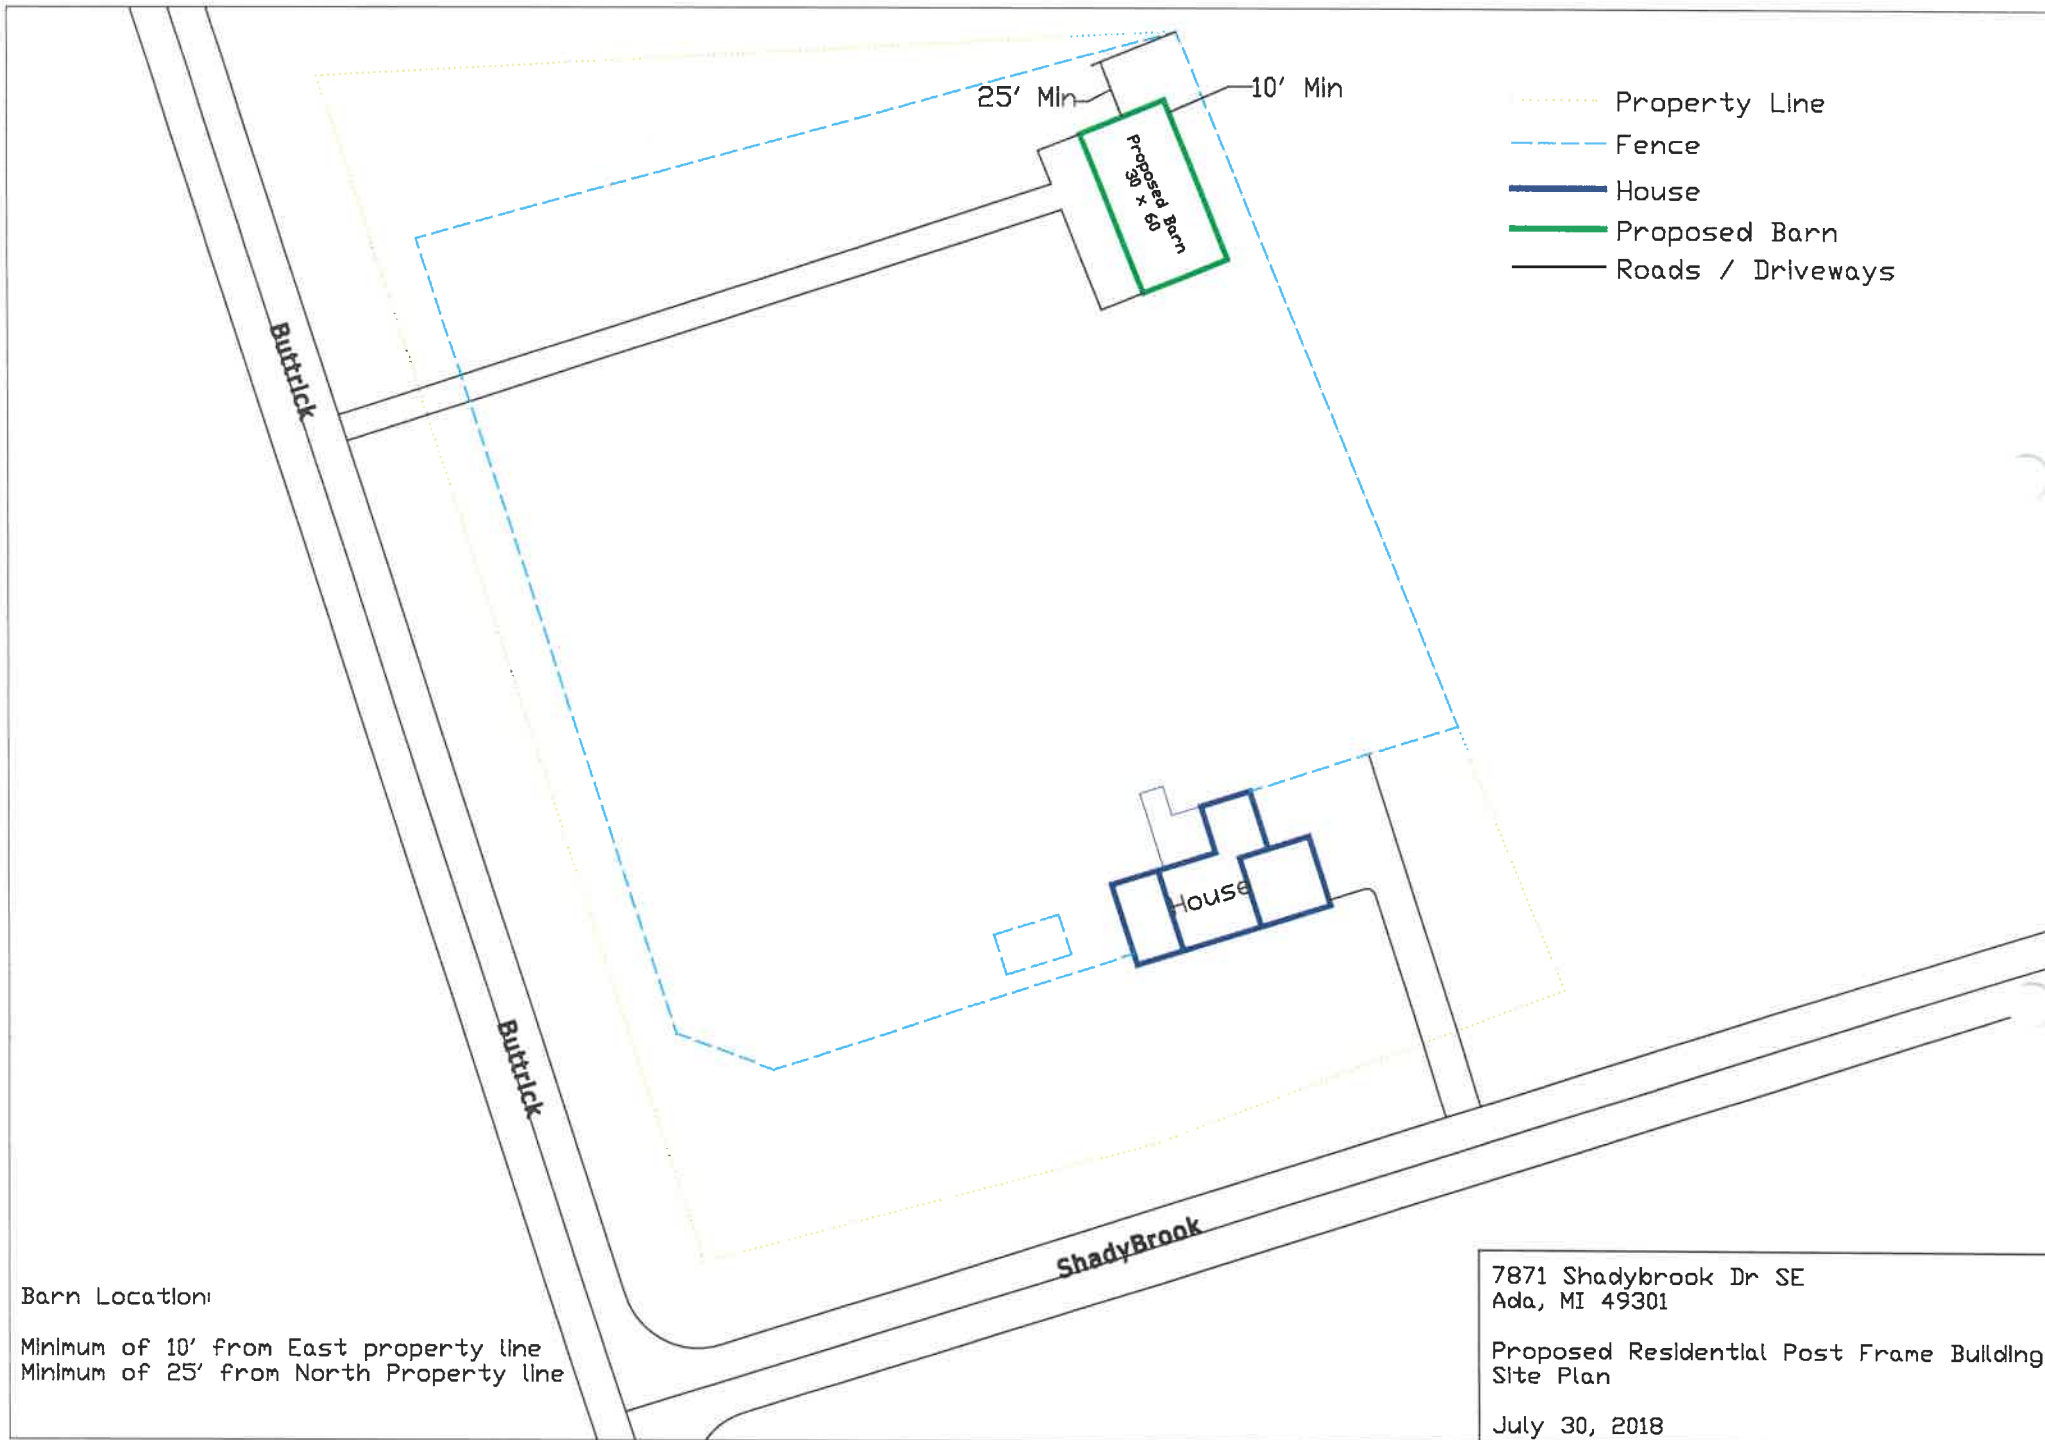 25' Min
10' Min
Property Line
Fence
House
Proposed Barn
Roads / Driveways
Proposed Barn
30 x 60
Buttrick
House
Buttrick
ShadyBrook
Barn Location:
Minimum of 10' from East property line
Minimum of 25' from North Property line
7871 Shadybrook Dr SE
Ada, MI 49301
Proposed Residential Post Frame Building
Site Plan
July 30, 2018